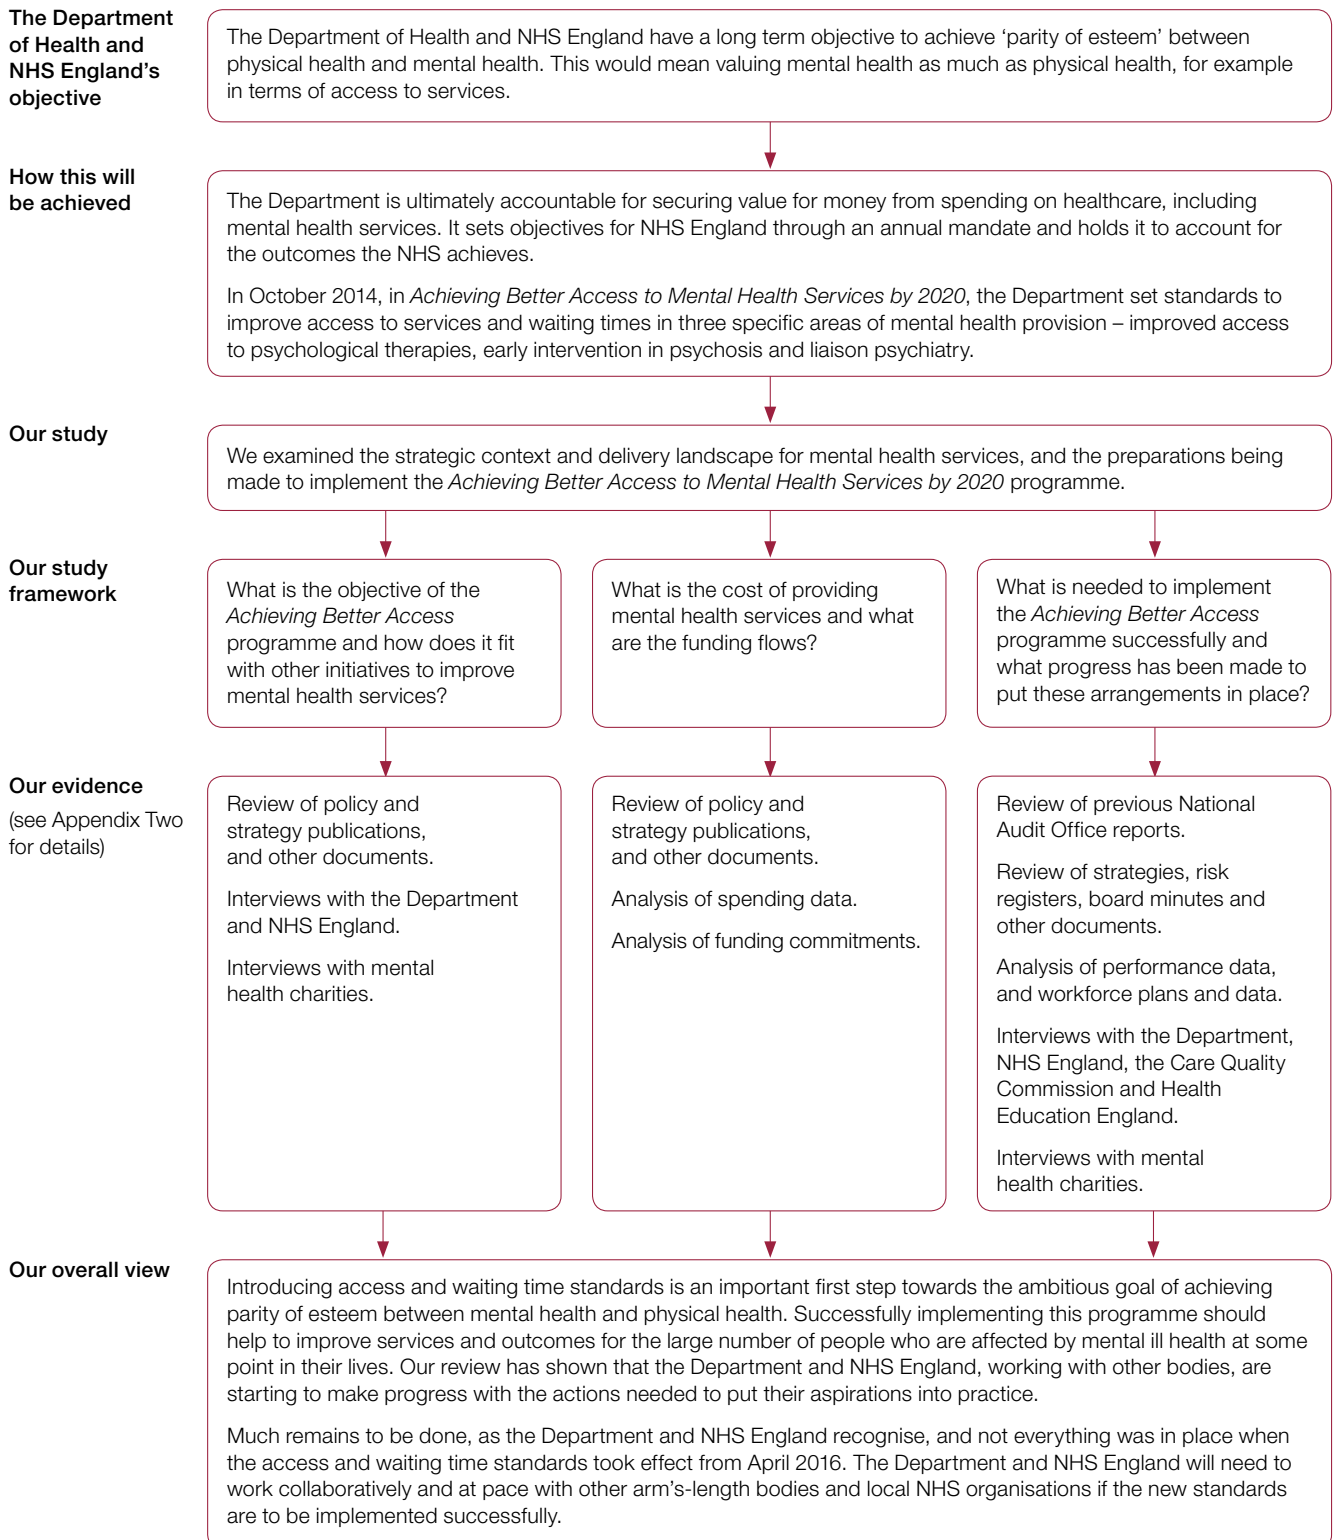 The Department
of Health and
NHS England's
objective
The Department of Health and NHS England have a long term objective to achieve ‘parity of esteem’ between
physical health and mental health. This would mean valuing mental health as much as physical health, for example
in terms of access to services.
How this will
be achieved
The Department is ultimately accountable for securing value for money from spending on healthcare, including
mental health services. It sets objectives for NHS England through an annual mandate and holds it to account for
the outcomes the NHS achieves.
In October 2014, in Achieving Better Access to Mental Health Services by 2020, the Department set standards to
improve access to services and waiting times in three specific areas of mental health provision – improved access
to psychological therapies, early intervention in psychosis and liaison psychiatry.
Our study
We examined the strategic context and delivery landscape for mental health services, and the preparations being
made to implement the Achieving Better Access to Mental Health Services by 2020 programme.
Our study
framework
What is the objective of the
Achieving Better Access
programme and how does it fit
with other initiatives to improve
mental health services?
What is the cost of providing
mental health services and what
are the funding flows?
What is needed to implement
the Achieving Better Access
programme successfully and
what progress has been made to
put these arrangements in place?
Our evidence
(see Appendix Two
for details)
Review of policy and
strategy publications,
and other documents.
Interviews with the Department
and NHS England.
Interviews with mental
health charities.
Review of policy and
strategy publications,
and other documents.
Analysis of spending data.
Analysis of funding commitments.
Review of previous National
Audit Office reports.
Review of strategies, risk
registers, board minutes and
other documents.
Analysis of performance data,
and workforce plans and data.
Interviews with the Department,
NHS England, the Care Quality
Commission and Health
Education England.
Interviews with mental
health charities.
Our overall view
Introducing access and waiting time standards is an important first step towards the ambitious goal of achieving
parity of esteem between mental health and physical health. Successfully implementing this programme should
help to improve services and outcomes for the large number of people who are affected by mental ill health at some
point in their lives. Our review has shown that the Department and NHS England, working with other bodies, are
starting to make progress with the actions needed to put their aspirations into practice.
Much remains to be done, as the Department and NHS England recognise, and not everything was in place when
the access and waiting time standards took effect from April 2016. The Department and NHS England will need to
work collaboratively and at pace with other arm's-length bodies and local NHS organisations if the new standards
are to be implemented successfully.